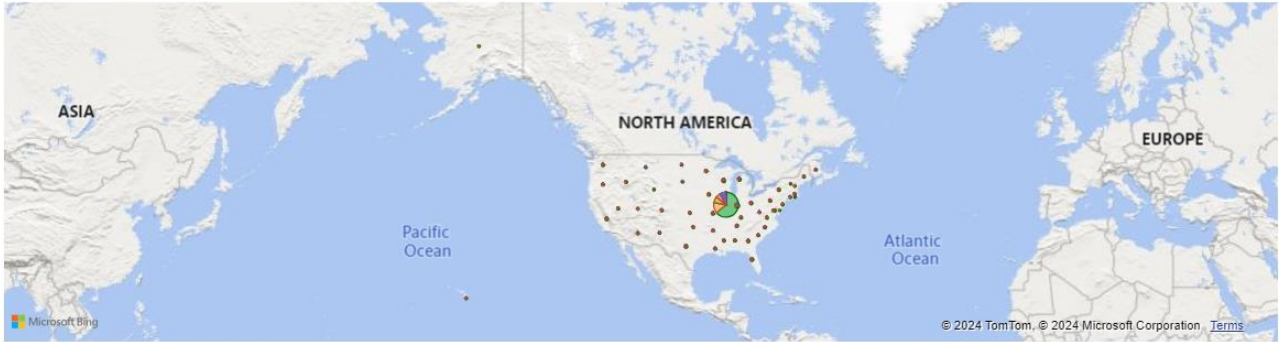 ASIA
NORTH AMERICA
EUROPE
Pacific
Ocean
Atlantic
Ocean
Microsoft Bing
© 2024 TomTom, © 2024 Microsoft Corporation Terms